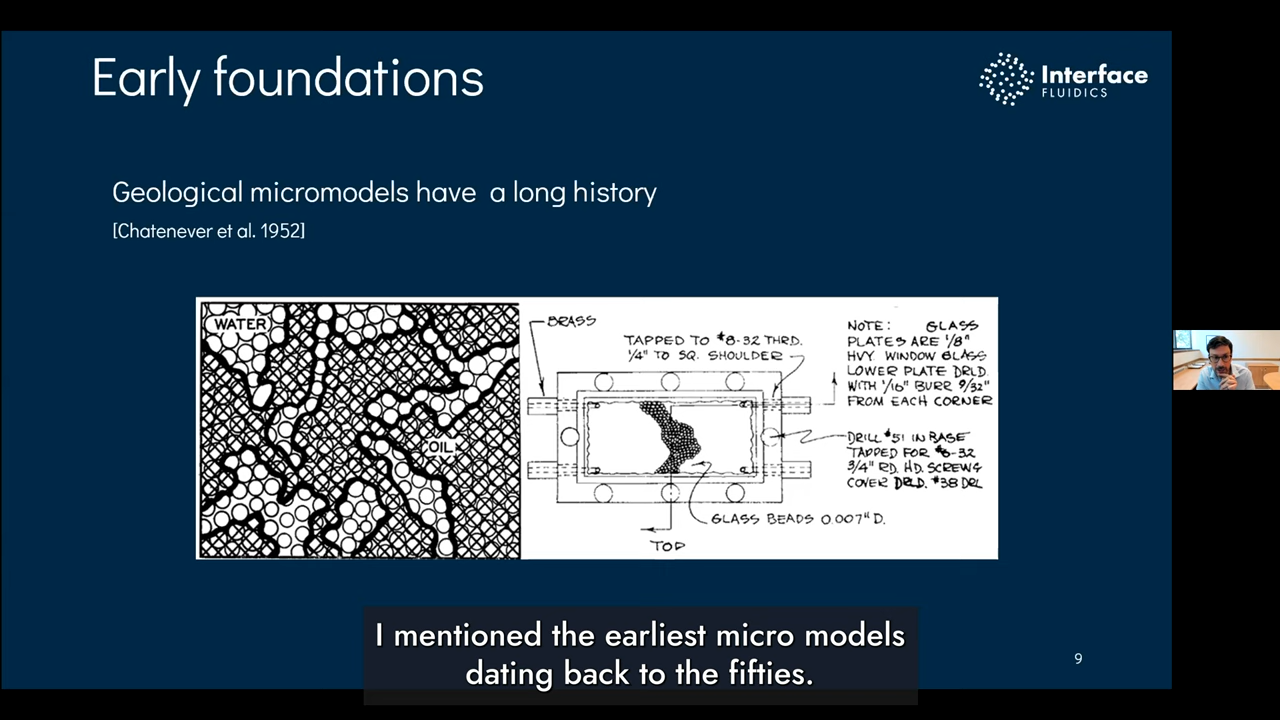 Early foundations
Interface
FLUIDICS
Geological micromodels have a long history
[Chatenever et al. 1952]
WATER
OIL
BRASS
TAPPED TO #8-32 THRD.
1/4" TO SQ. SHOULDER
NOTE: GLASS
PLATES ARE 1/8"
HVY. WINDOW GLASS
LOWER PLATE DRLD.
WITH 1/16" BURR 9/32"
FROM EACH CORNER
DRILL #51 IN BASE
TAPPED FOR #8-32
3/4" RD. HD. SCREWS
COVER DRLD. #38 DRL
GLASS BEADS 0.007" D.
TOP
I mentioned the earliest micro models
dating back to the fifties.
9